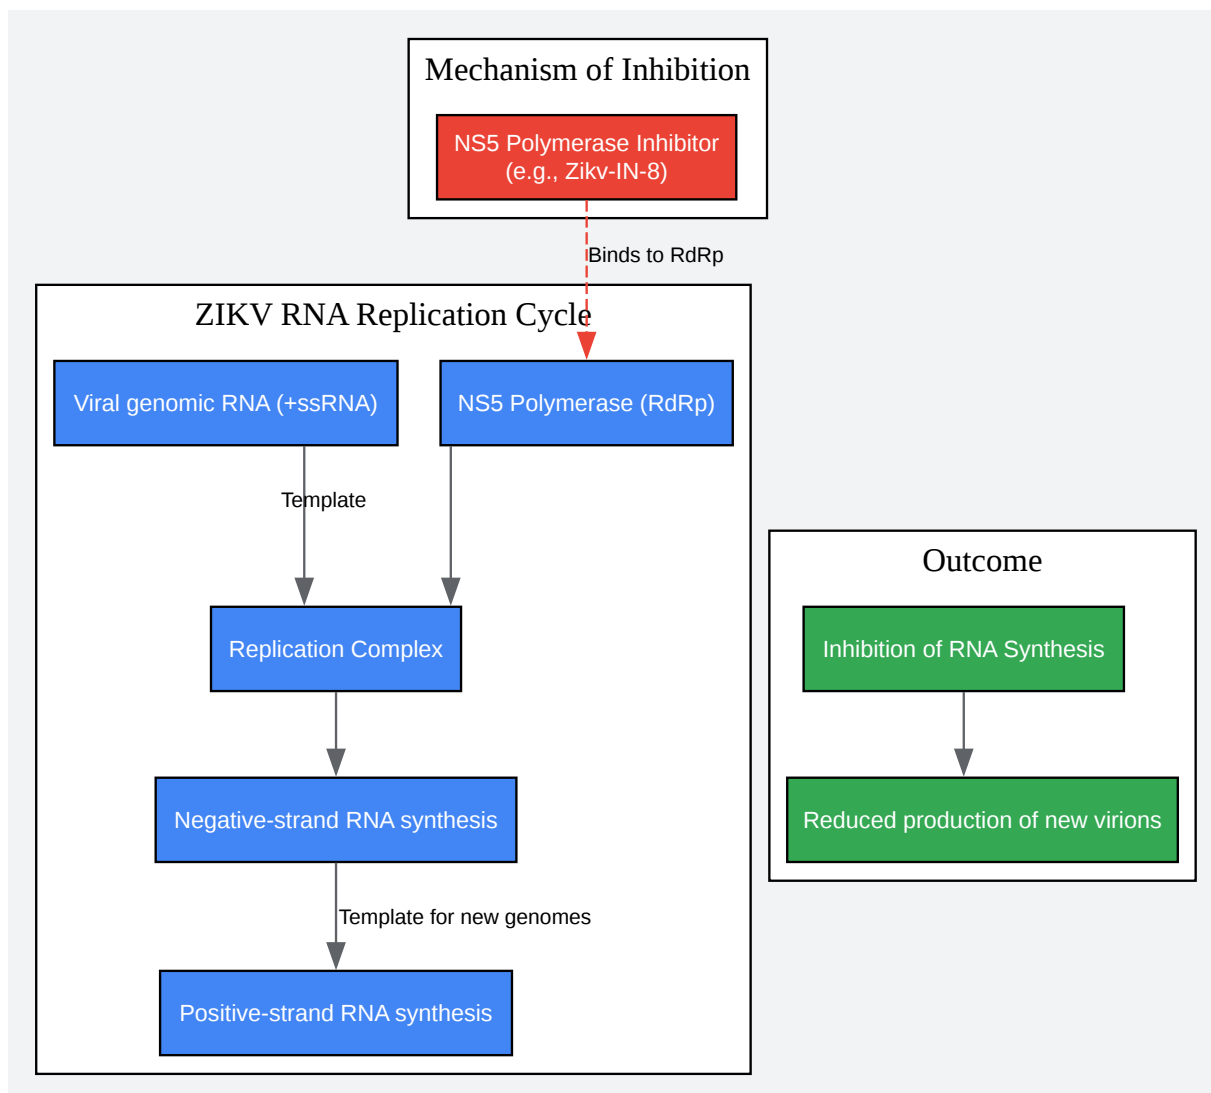 Mechanism of Inhibition
NS5 Polymerase Inhibitor
(e.g., Zikv-IN-8)
Binds to RdRp
ZIKV RNA Replication Cycle
Viral genomic RNA (+ssRNA)
NS5 Polymerase (RdRp)
Template
Replication Complex
Negative-strand RNA synthesis
Template for new genomes
Positive-strand RNA synthesis
Outcome
Inhibition of RNA Synthesis
Reduced production of new virions